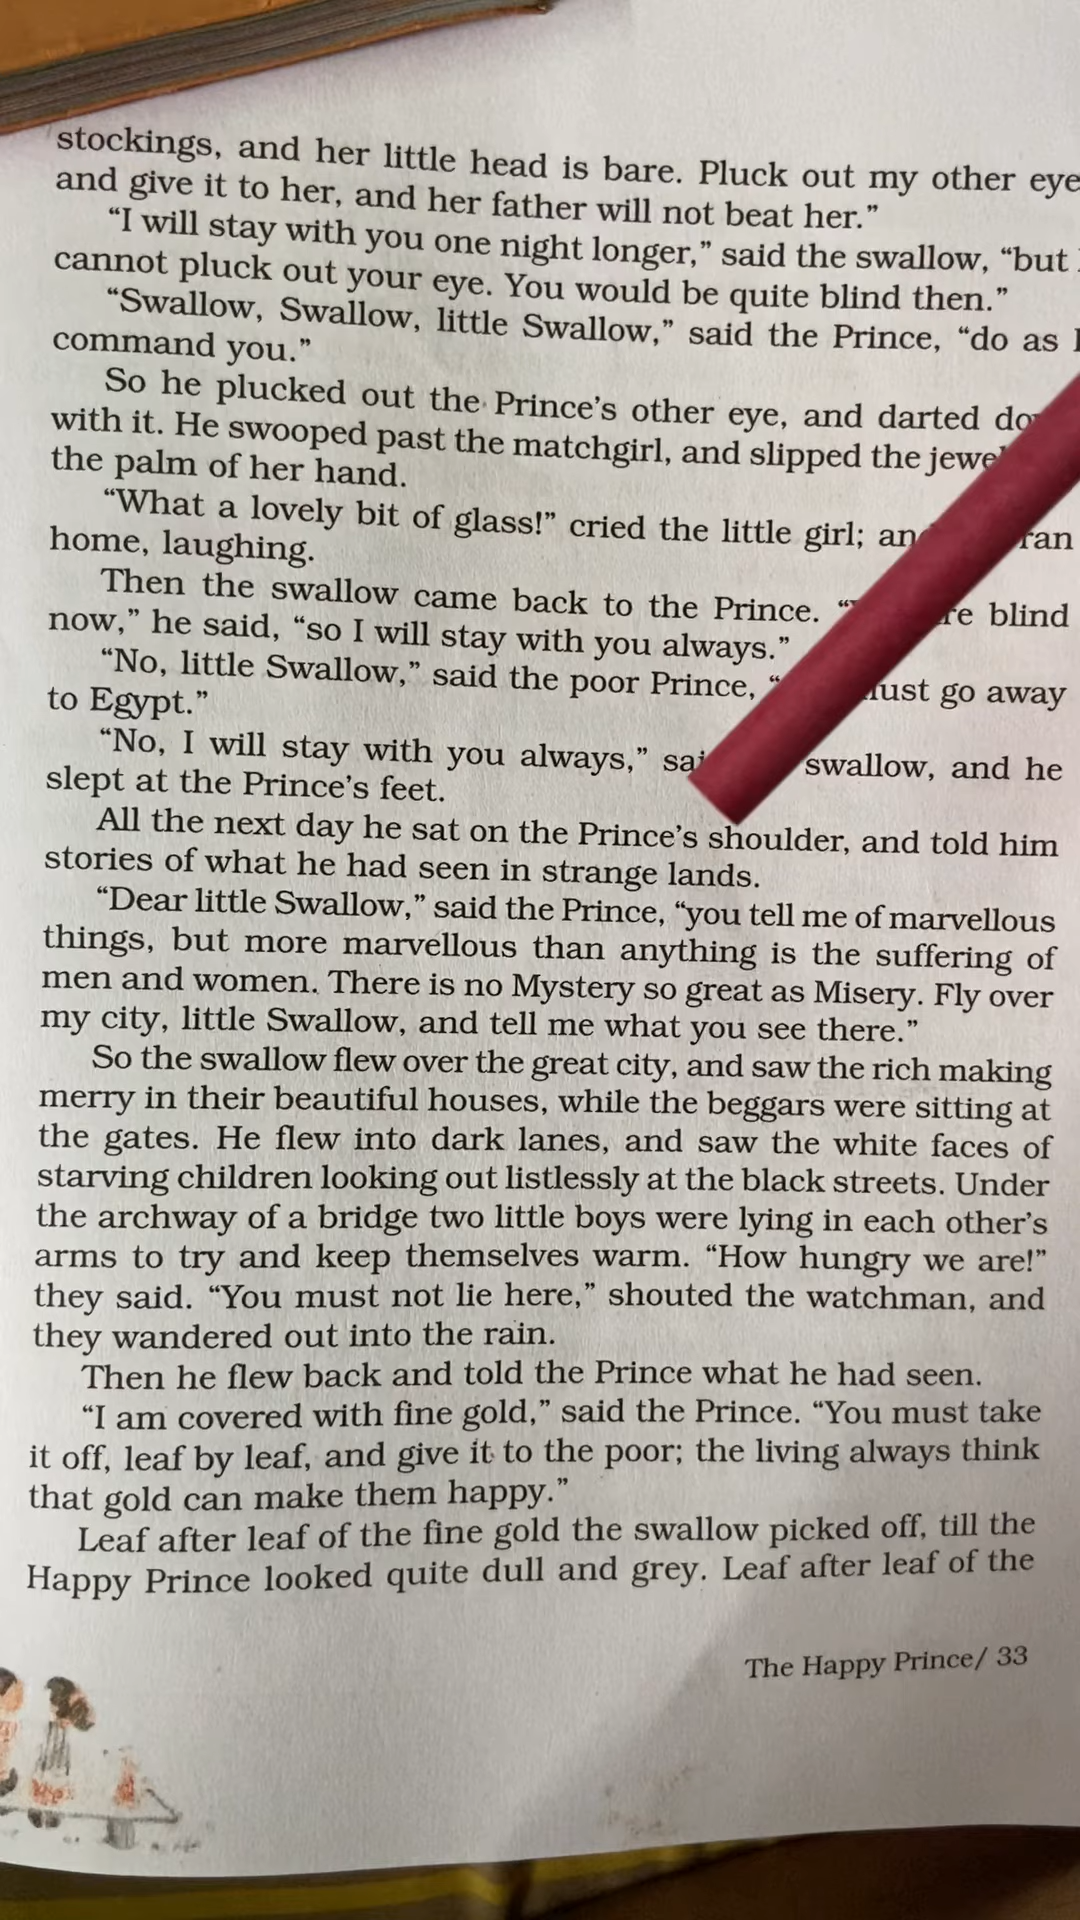 stockings, and her little head is bare. Pluck out my other eye
and give it to her, and her father will not beat her.”
“I will stay with you one night longer,” said the swallow, “but
cannot pluck out your eye. You would be quite blind then.”
“Swallow, Swallow, little Swallow,” said the Prince, “do as I
command you.”
So he plucked out the Prince’s other eye, and darted
with it. He swooped past the matchgirl, and slipped the
the palm of her hand.
“What a lovely bit of glass!” cried the little girl; ran
home, laughing.
Then the swallow came back to the Prince. “ blind
now,” he said, “so I will stay with you always.”
“No, little Swallow,” said the poor Prince, “ go away
to Egypt.”
“No, I will stay with you always,” swallow, and he
slept at the Prince’s feet.
All the next day he sat on the Prince’s shoulder, and told him
stories of what he had seen in strange lands.
“Dear little Swallow,” said the Prince, “you tell me of marvellous
things, but more marvellous than anything is the suffering of
men and women. There is no Mystery so great as Misery. Fly over
my city, little Swallow, and tell me what you see there.”
So the swallow flew over the great city, and saw the rich making
merry in their beautiful houses, while the beggars were sitting at
the gates. He flew into dark lanes, and saw the white faces of
starving children looking out listlessly at the black streets. Under
the archway of a bridge two little boys were lying in each other’s
arms to try and keep themselves warm. “How hungry we are!”
they said. “You must not lie here,” shouted the watchman, and
they wandered out into the rain.
Then he flew back and told the Prince what he had seen.
“I am covered with fine gold,” said the Prince. “You must take
it off, leaf by leaf, and give it to the poor; the living always think
that gold can make them happy.”
Leaf after leaf of the fine gold the swallow picked off, till the
Happy Prince looked quite dull and grey. Leaf after leaf of the
The Happy Prince/ 33